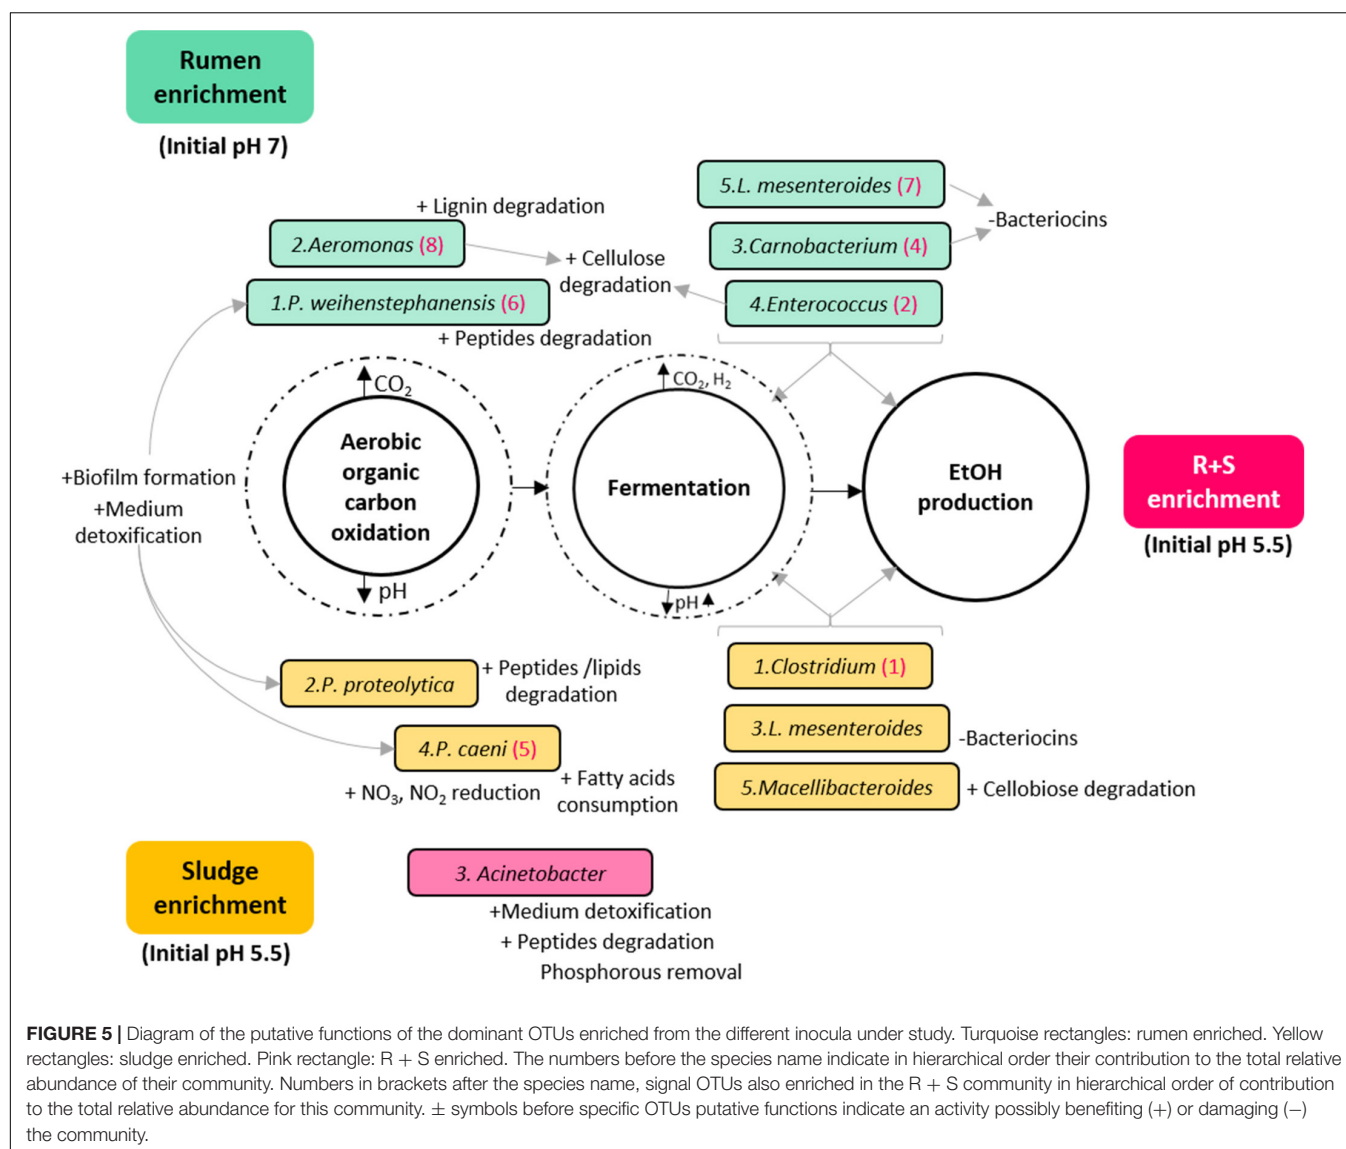 Rumen
enrichment
(Initial pH 7)
5.L. mesenteroides (7)
+ Lignin degradation
-Bacteriocins
2.Aeromonas (8)
3.Carnobacterium (4)
+ Cellulose
degradation
1.P. weihenstephanensis (6)
4.Enterococcus (2)
+ Peptides degradation
CO2
CO2, H2
Aerobic
organic
carbon
oxidation
Fermentation
EtOH
production
R+S
enrichment
(Initial pH 5.5)
+Biofilm formation
+Medium
detoxification
pH
pH
2.P. proteolytica
+ Peptides /lipids
degradation
1.Clostridium (1)
4.P. caeni (5)
3.L. mesenteroides
-Bacteriocins
+ NO3, NO2 reduction
+ Fatty acids
consumption
5.Macellibacteroides
+ Cellobiose degradation
Sludge
enrichment
(Initial pH 5.5)
3. Acinetobacter
+Medium detoxification
+ Peptides degradation
Phosphorous removal
FIGURE 5 | Diagram of the putative functions of the dominant OTUs enriched from the different inocula under study. Turquoise rectangles: rumen enriched. Yellow
rectangles: sludge enriched. Pink rectangle: R + S enriched. The numbers before the species name indicate in hierarchical order their contribution to the total relative
abundance of their community. Numbers in brackets after the species name, signal OTUs also enriched in the R + S community in hierarchical order of contribution
to the total relative abundance for this community. ± symbols before specific OTUs putative functions indicate an activity possibly benefiting (+) or damaging (−)
the community.